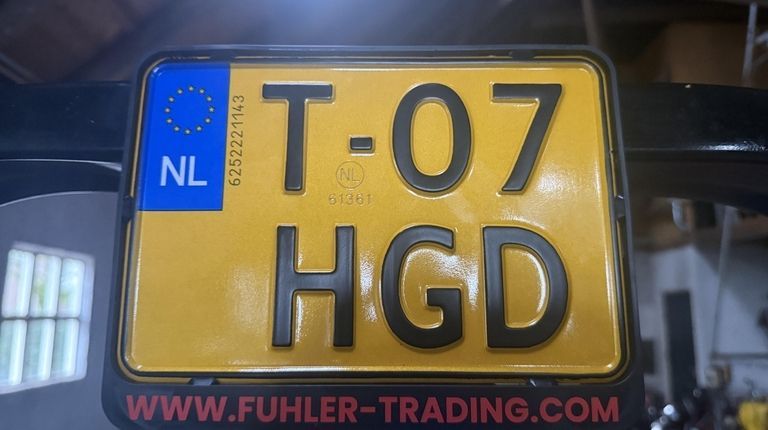 NL
6252221143
T-07
NL
61361
HGD
WWW.FUHLER-TRADING.COM